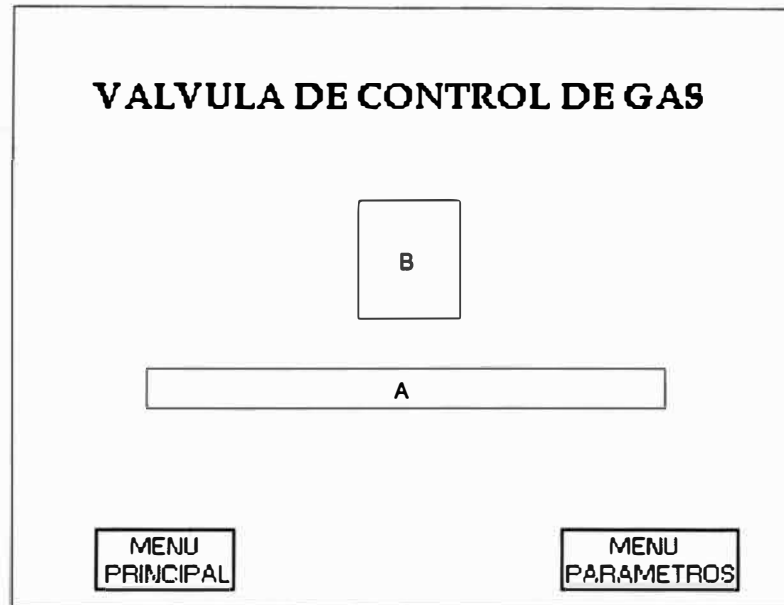 VALVULA DE CONTROL DE GAS
B
A
MENU
PRINCIPAL
MENU
PARAMETROS